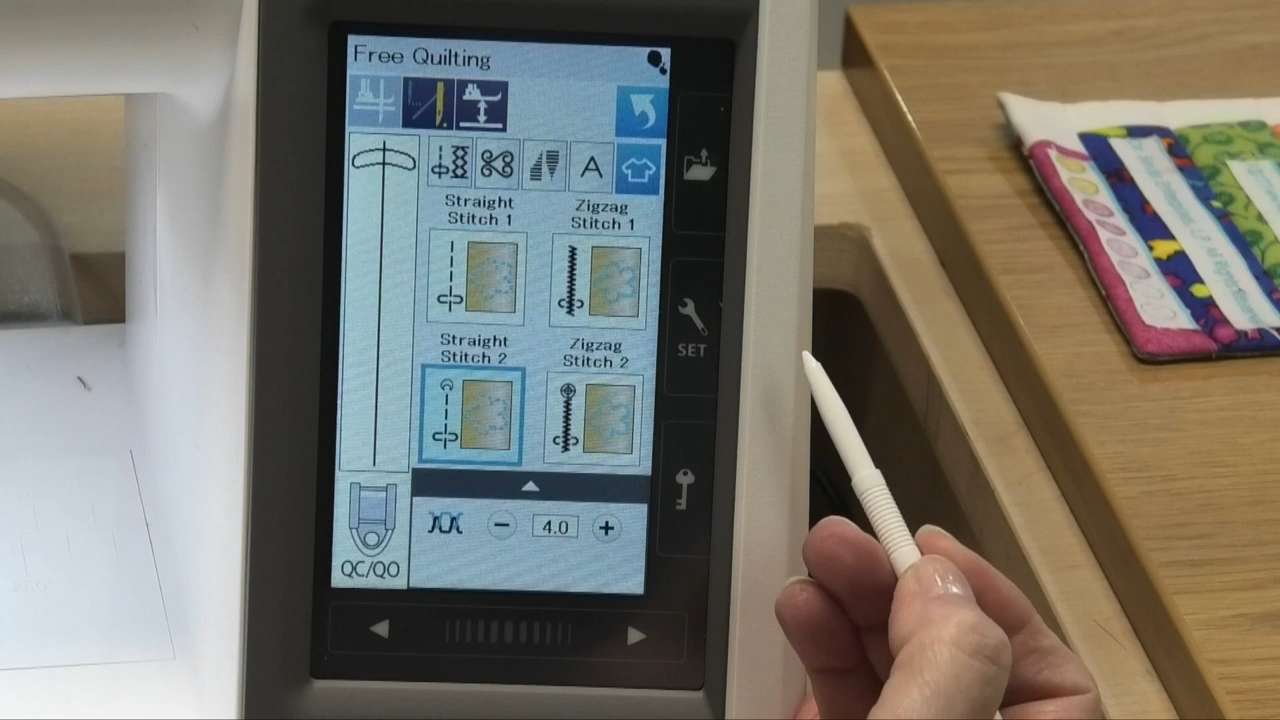 Free Quilting
A
Straight
Stitch 1
Zigzag
Stitch 1
Straight
Stitch 2
Zigzag
Stitch 2
4.0
QC/QO
SET